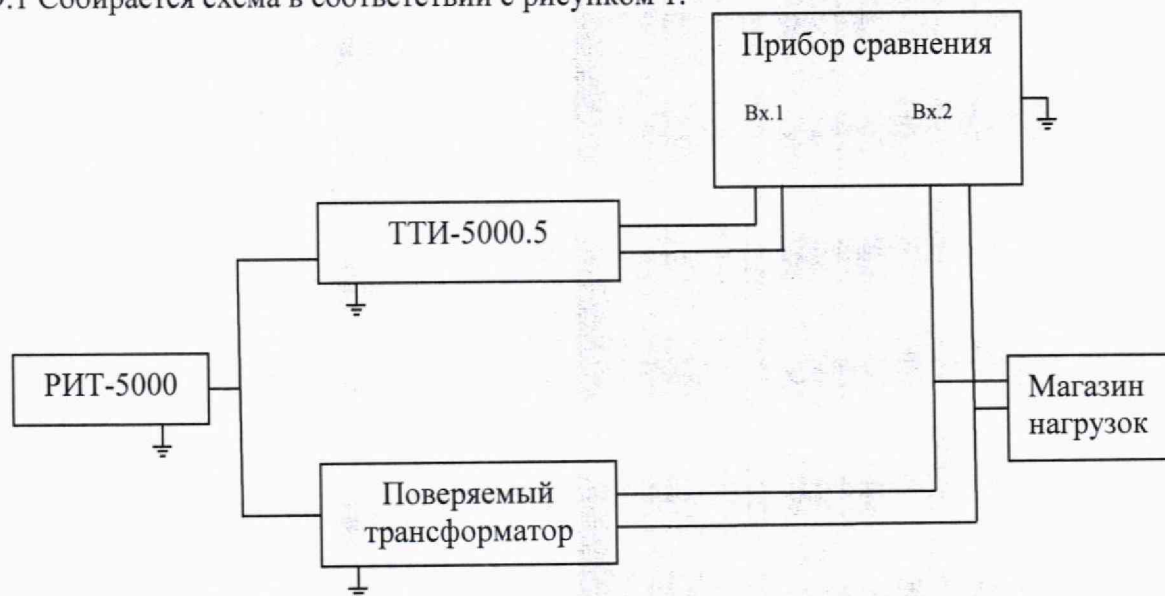 .1 Собирается схема в соответствии с рисунком 1.
Прибор сравнения
Вх.1 Вх.2
ТТИ-5000.5
РИТ-5000
Магазин
нагрузок
Поверяемый
трансформатор